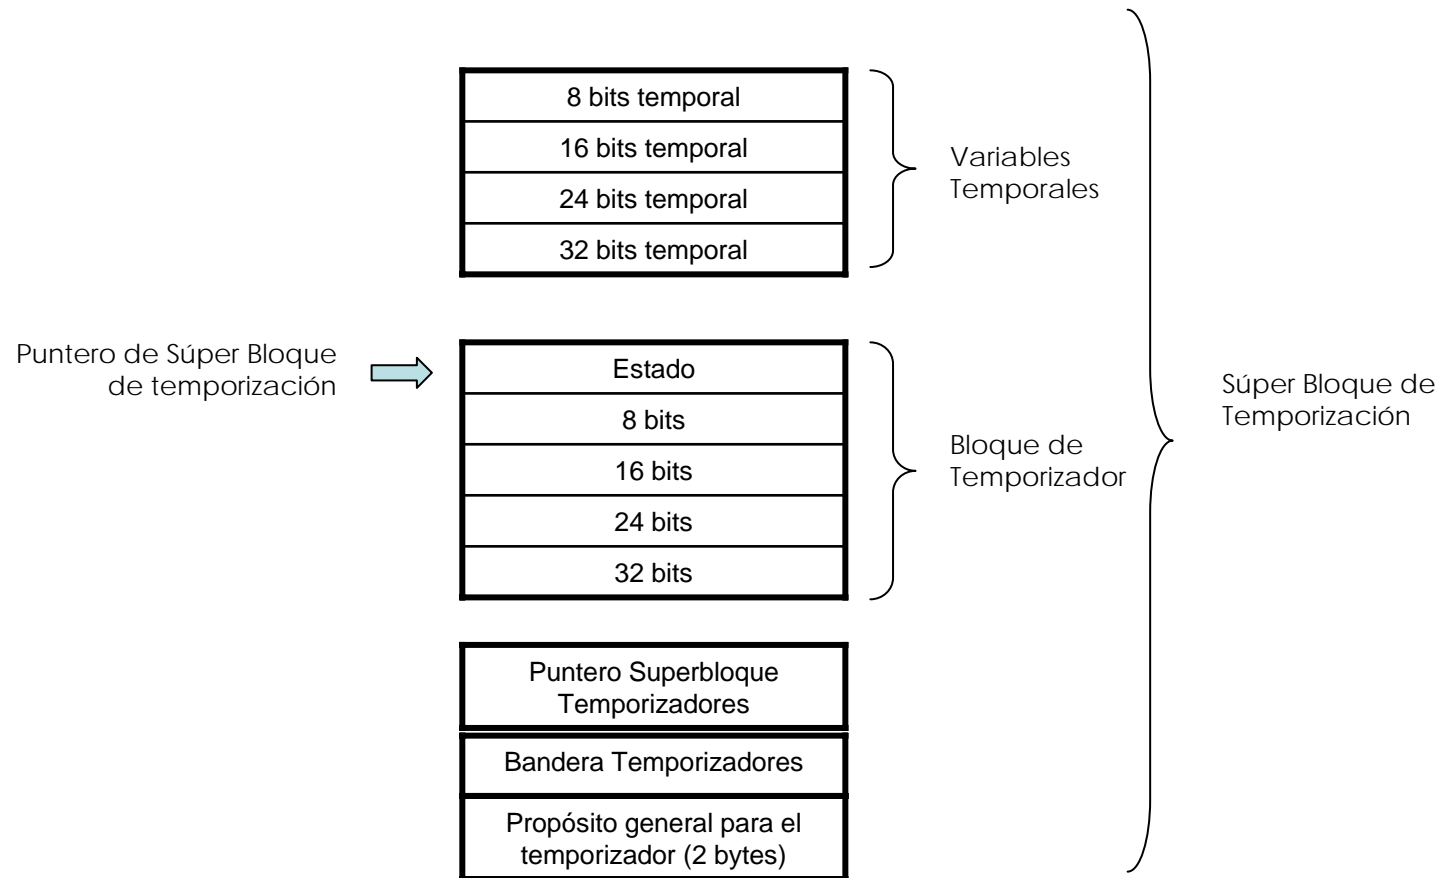 8 bits temporal
16 bits temporal
24 bits temporal
32 bits temporal
Variables
Temporales
Puntero de Súper Bloque
de temporización
Estado
8 bits
16 bits
24 bits
32 bits
Bloque de
Temporizador
Súper Bloque de
Temporización
Puntero Superbloque
Temporizadores
Bandera Temporizadores
Propósito general para el
temporizador (2 bytes)